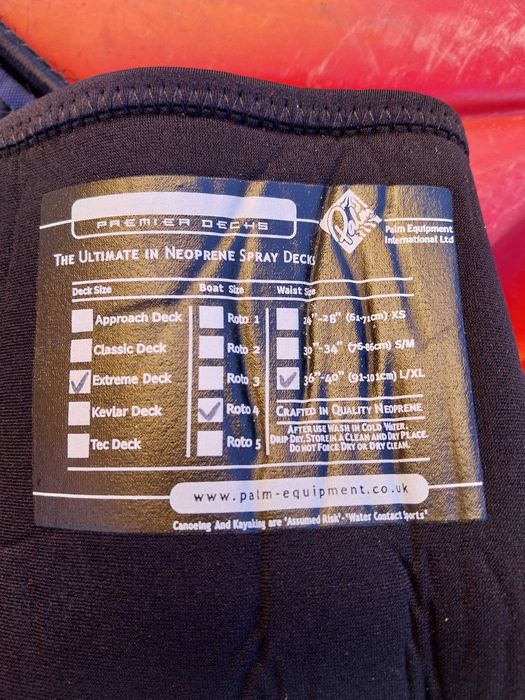 PREMIER DECKS
Palm
Palm Equipment
International Ltd
THE ULTIMATE IN NEOPRENE SPRAY DECKS
Deck Size Boat Size Waist Size
Approach Deck Roto 1 24"-28" (61-71cm) XS
Classic Deck Roto 2 30"-34" (76-86cm) S/M
Extreme Deck Roto 3 36"-40" (91-101cm) L/XL
Kevlar Deck Roto 4 CRAFTED IN QUALITY NEOPRENE.
Tec Deck Roto 5 AFTER USE WASH IN COLD WATER.
DRIP DRY. STORE IN A CLEAN AND DRY PLACE.
DO NOT FORCE DRY OR DRY CLEAN.
www.palm-equipment.co.uk
Canoeing And Kayaking are "Assumed Risk"-"Water Contact Sports"